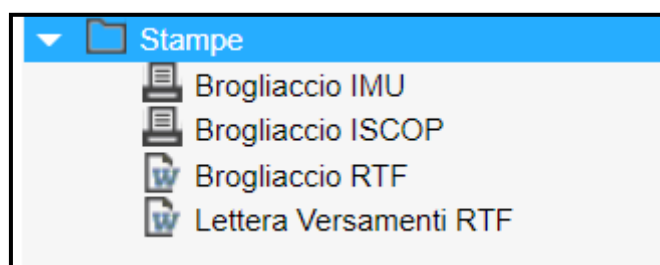 Stampe
Brogliaccio IMU
Brogliaccio ISCOP
Brogliaccio RTF
Lettera Versamenti RTF